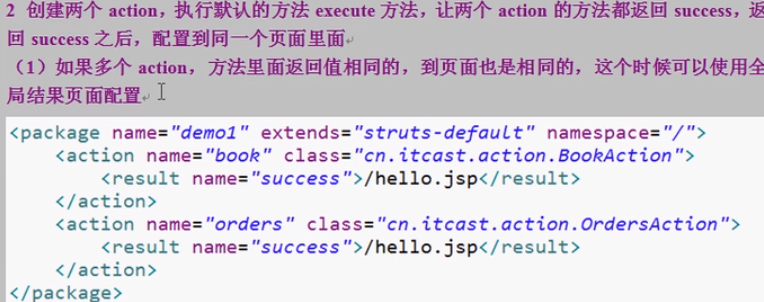 2 创建两个 action，执行默认的方法 execute 方法，让两个 action 的方法都返回 success，返
回 success 之后，配置到同一个页面里面
（1）如果多个 action，方法里面返回值相同的，到页面也是相同的，这个时候可以使用全
局结果页面配置
<package name="demo1" extends="struts-default" namespace="/">
<action name="book" class="cn.itcast.action.BookAction">
<result name="success">/hello.jsp</result>
</action>
<action name="orders" class="cn.itcast.action.OrdersAction">
<result name="success">/hello.jsp</result>
</action>
</package>